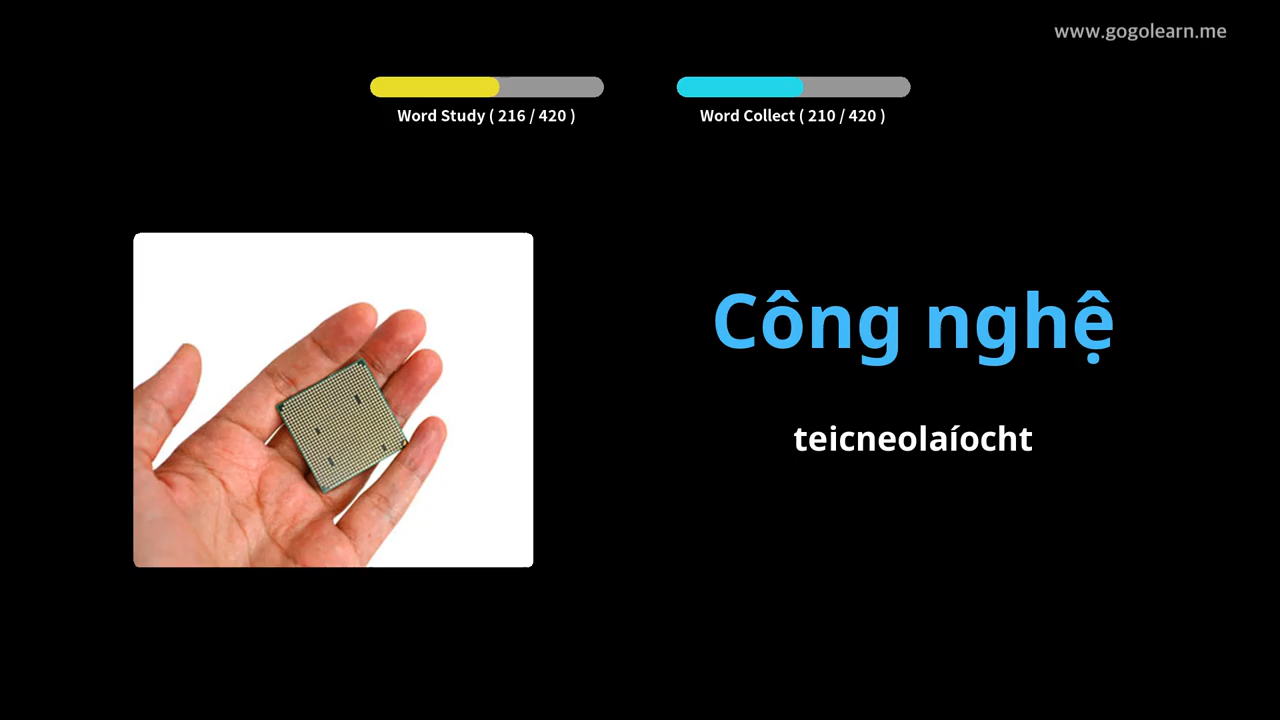 www.gogolearn.me
Word Study ( 216 / 420 )
Word Collect ( 210 / 420 )
Công nghệ
teicneolaíocht